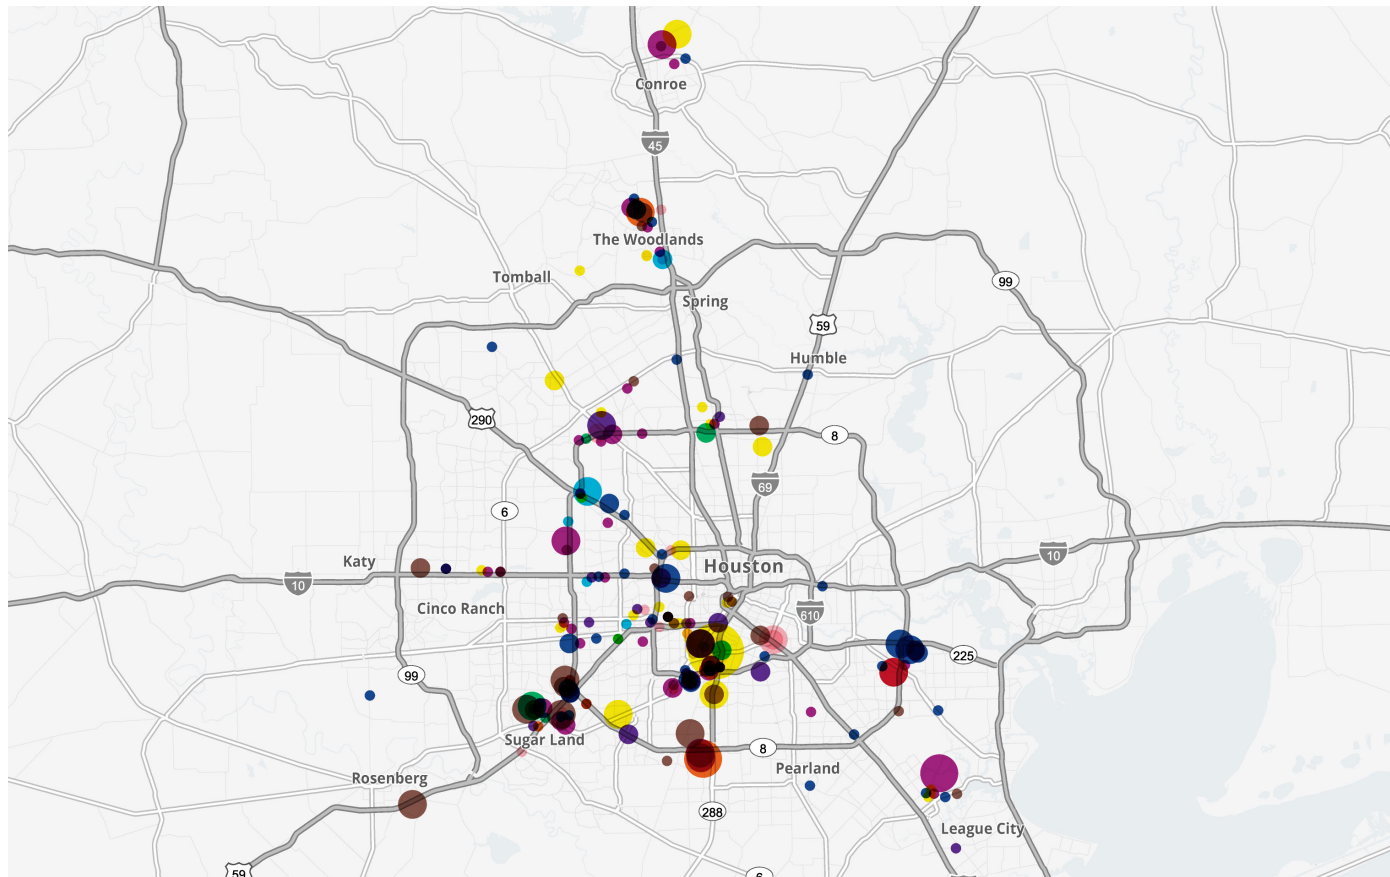 Conroe
45
The Woodlands
Tomball
99
Spring
59
Humble
290
8
69
6
10
Houston
Katy
10
Cinco Ranch
610
225
99
Sugar Land
8
Pearland
Rosenberg
288
League City
59
6